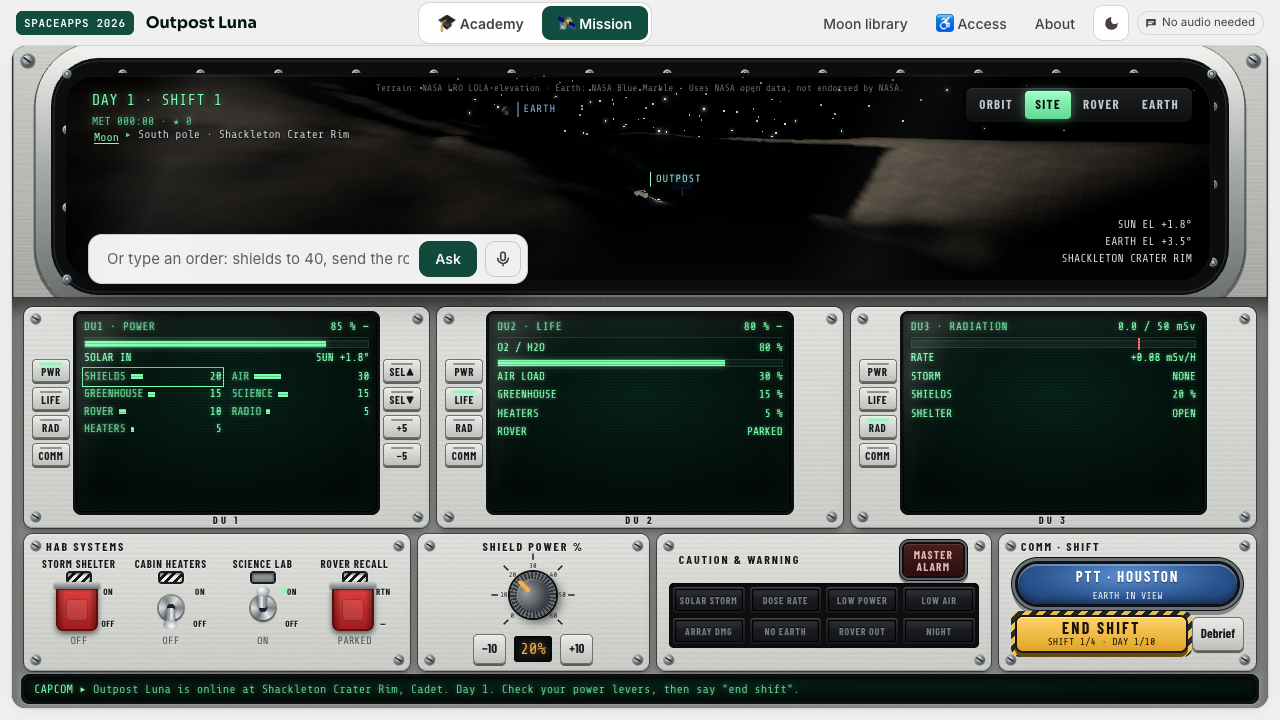 SPACEAPPS 2026 Outpost Luna 🎓 Academy 🛰 Mission Moon library ♿ Access About No audio needed
Terrain: NASA LRO LOLA elevation · Earth: NASA Blue Marble · Uses NASA open data; not endorsed by NASA.
DAY 1 · SHIFT 1
MET 000:00 · ★ 0
Moon ▸ South pole · Shackleton Crater Rim
EARTH
OUTPOST
ORBIT SITE ROVER EARTH
SUN EL +1.8°
EARTH EL +3.5°
SHACKLETON CRATER RIM
Or type an order: shields to 40, send the ro Ask
PWR
LIFE
RAD
COMM
DU1 · POWER 85 % –
SOLAR IN SUN +1.8°
SHIELDS 20 AIR 30
GREENHOUSE 15 SCIENCE 15
ROVER 10 RADIO 5
HEATERS 5
SEL▲
SEL▼
+5
–5
DU 1
PWR
LIFE
RAD
COMM
DU2 · LIFE 80 % –
O2 / H2O 80 %
AIR LOAD 30 %
GREENHOUSE 15 %
HEATERS 5 %
ROVER PARKED
DU 2
PWR
LIFE
RAD
COMM
DU3 · RADIATION 0.0 / 50 mSv
RATE +0.08 mSv/H
STORM NONE
SHIELDS 20 %
SHELTER OPEN
DU 3
HAB SYSTEMS
STORM SHELTER CABIN HEATERS SCIENCE LAB ROVER RECALL
ON ON ON RTN
OFF OFF OFF –
OFF OFF ON PARKED
SHIELD POWER %
0 10 20 30 40 50 60
–10 20% +10
CAUTION & WARNING
MASTER
ALARM
SOLAR STORM DOSE RATE LOW POWER LOW AIR
ARRAY DMG NO EARTH ROVER OUT NIGHT
COMM · SHIFT
PTT · HOUSTON
EARTH IN VIEW
END SHIFT
SHIFT 1/4 · DAY 1/10
Debrief
CAPCOM ▸ Outpost Luna is online at Shackleton Crater Rim, Cadet. Day 1. Check your power levers, then say "end shift".